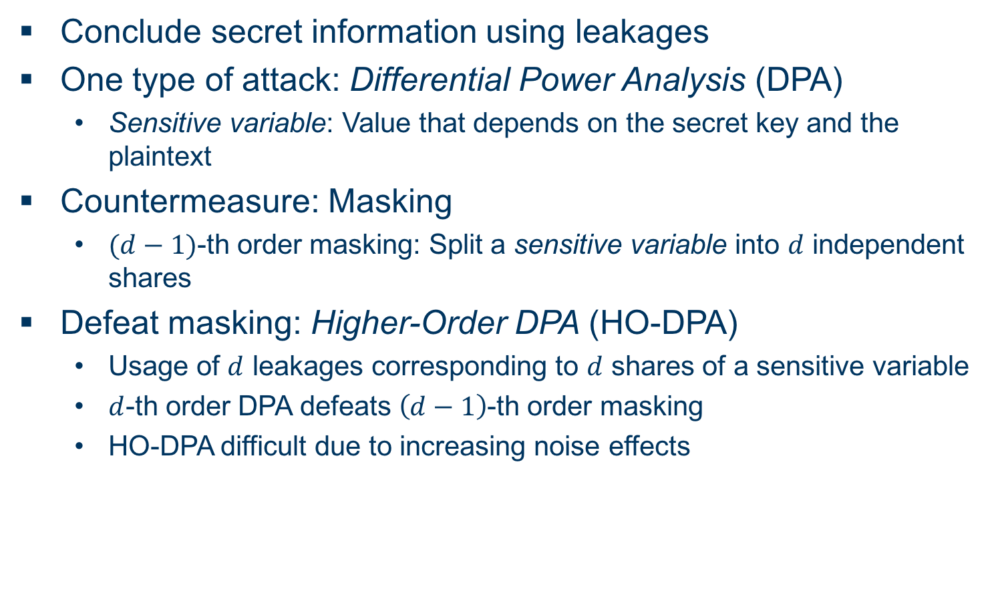 ▪ Conclude secret information using leakages
▪ One type of attack: Differential Power Analysis (DPA)
• Sensitive variable: Value that depends on the secret key and the
plaintext
▪ Countermeasure: Masking
• (𝑑 − 1)-th order masking: Split a sensitive variable into 𝑑 independent
shares
▪ Defeat masking: Higher-Order DPA (HO-DPA)
• Usage of 𝑑 leakages corresponding to 𝑑 shares of a sensitive variable
• 𝑑-th order DPA defeats (𝑑 − 1)-th order masking
• HO-DPA difficult due to increasing noise effects